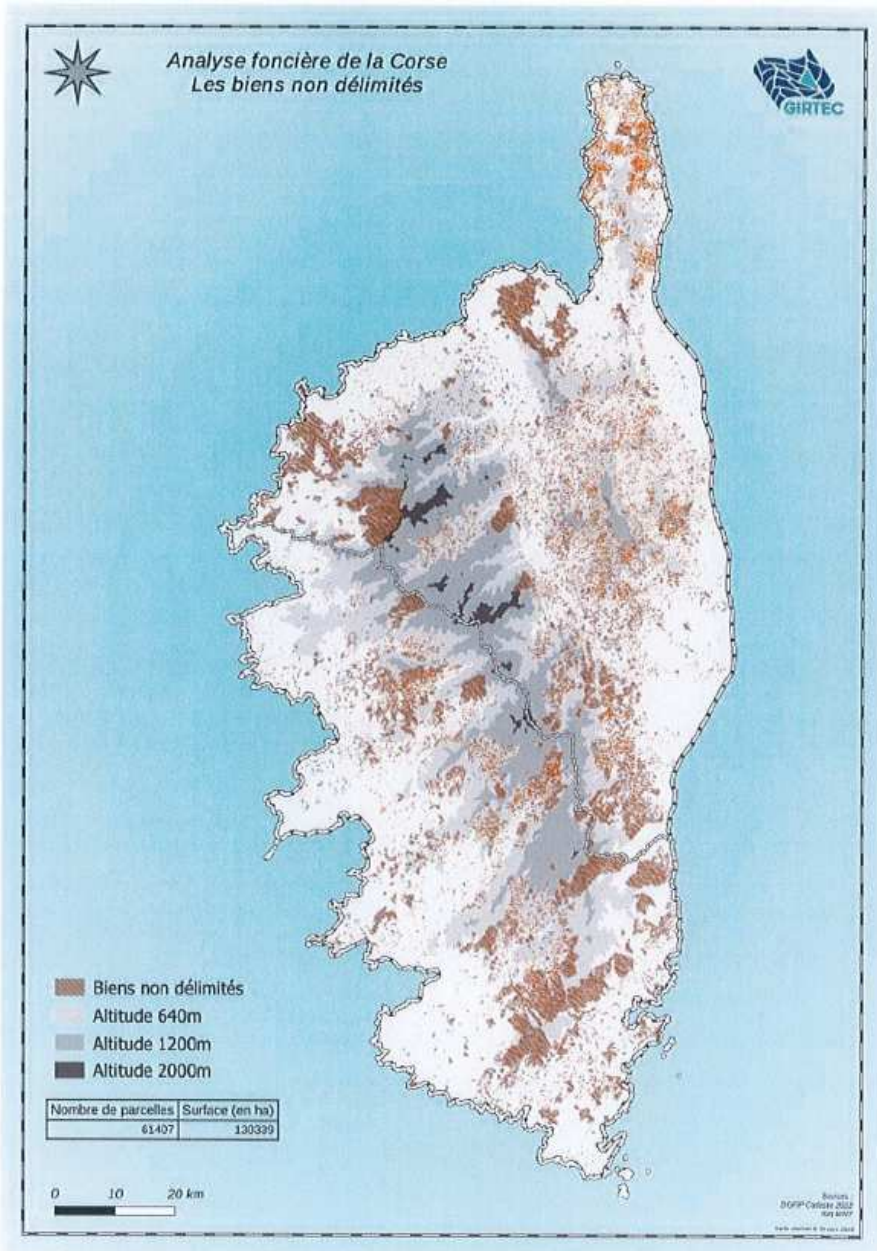 Analyse foncière de la Corse
Les biens non délimités
GIRTEC
Biens non délimités
Altitude 640m
Altitude 1200m
Altitude 2000m
Nombre de parcelles Surface (en ha)
61407 130339
0 10 20 km
Sources :